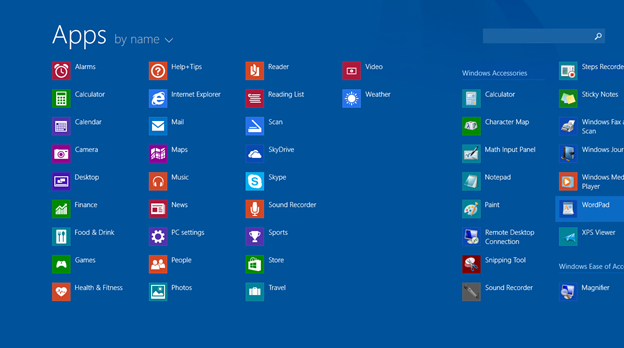 Apps by name
Alarms
Calculator
Calendar
Camera
Desktop
Finance
Food & Drink
Games
Health & Fitness
Help+Tips
Internet Explorer
Mail
Maps
Music
News
PC settings
People
Photos
Reader
Reading List
Scan
SkyDrive
Skype
Sound Recorder
Sports
Store
Travel
Video
Weather
Windows Accessories
Calculator
Character Map
Math Input Panel
Notepad
Paint
Remote Desktop
Connection
Snipping Tool
Sound Recorder
Steps Recorde
Sticky Notes
Windows Fax a
Scan
Windows Jour
Windows Med
Player
WordPad
XPS Viewer
Windows Ease of Acc
Magnifier